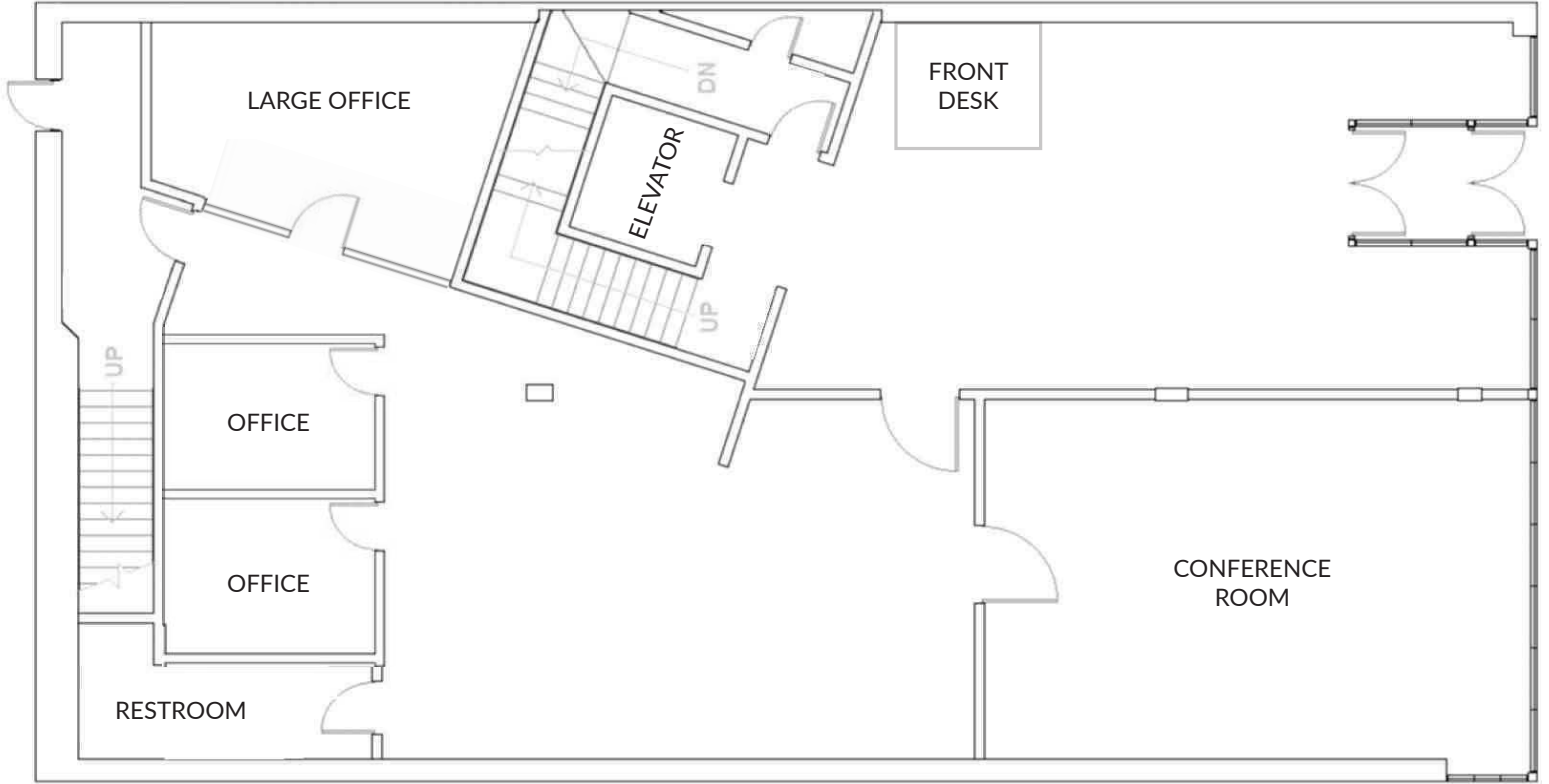 LARGE OFFICE
DN
FRONT
DESK
ELEVATOR
UP
UP
OFFICE
OFFICE
CONFERENCE
ROOM
RESTROOM